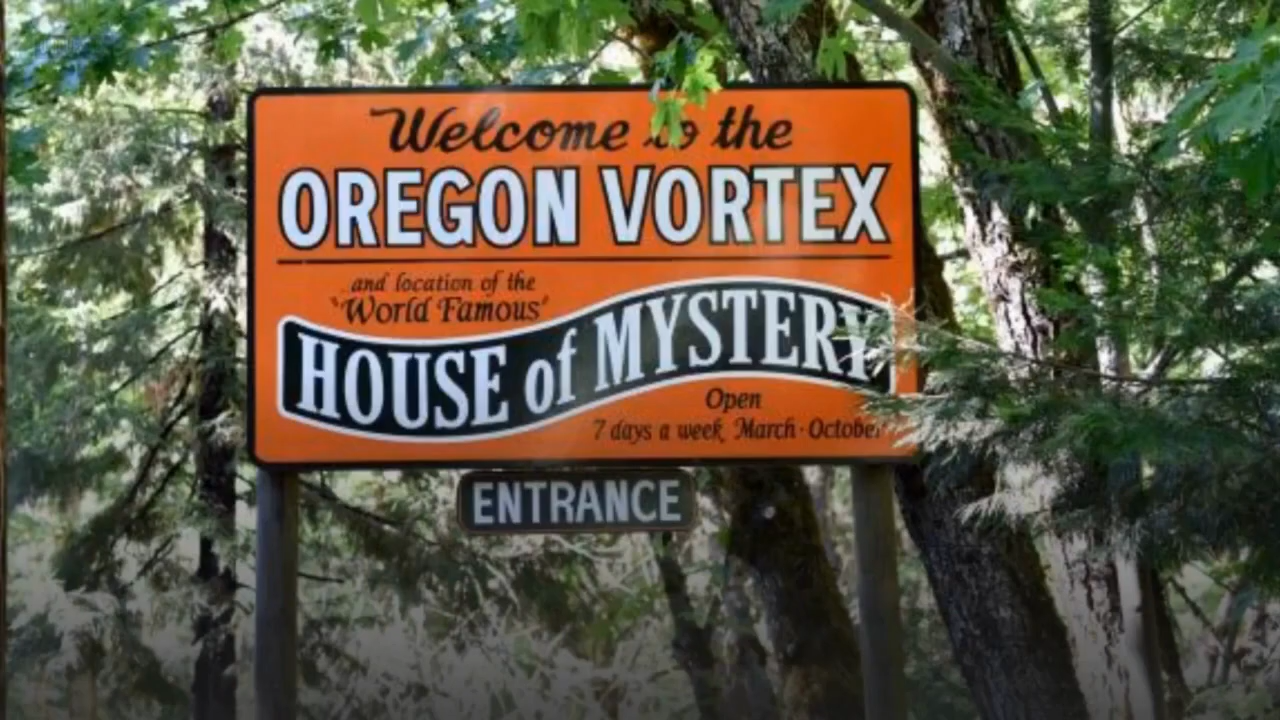 Welcome to the
OREGON VORTEX
and location of the
"World Famous"
HOUSE of MYSTERY
Open
7 days a week March · October
ENTRANCE